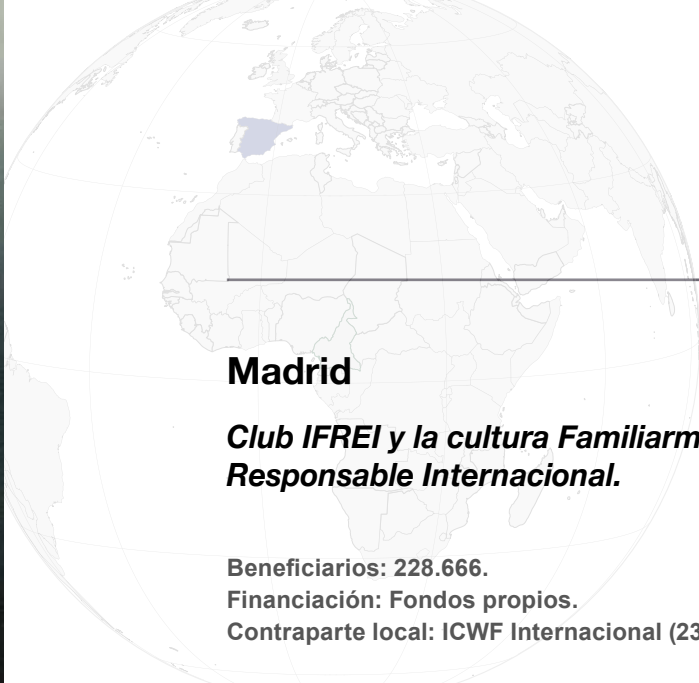 Madrid
Club IFREI y la cultura Familiarm
Responsable Internacional.
Beneficiarios: 228.666.
Financiación: Fondos propios.
Contraparte local: ICWF Internacional (23